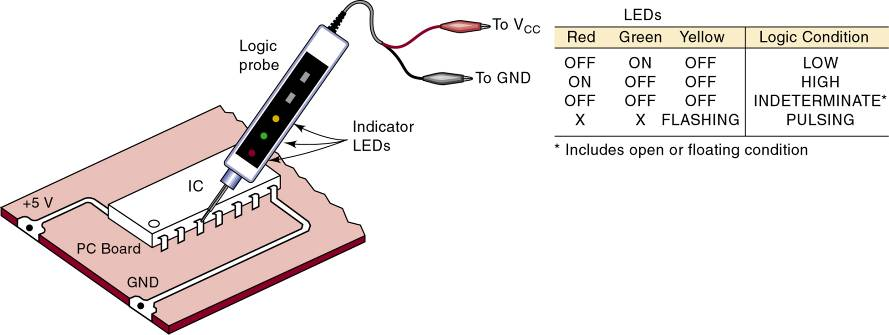 Logic
probe
To VCC
To GND
Indicator
LEDs
IC
+5 V
PC Board
GND
LEDs
Red Green Yellow Logic Condition
OFF ON OFF LOW
ON OFF OFF HIGH
OFF OFF OFF INDETERMINATE*
X X FLASHING PULSING
* Includes open or floating condition